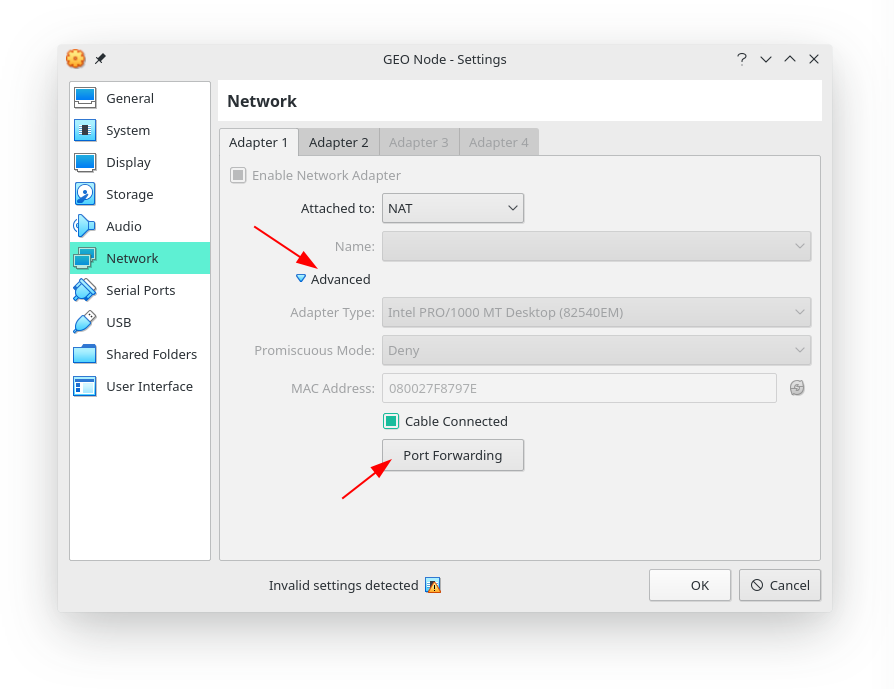 GEO Node - Settings
General
System
Display
Storage
Audio
Network
Serial Ports
USB
Shared Folders
User Interface
Network
Adapter 1 Adapter 2 Adapter 3 Adapter 4
Enable Network Adapter
Attached to: NAT
Name:
Advanced
Adapter Type: Intel PRO/1000 MT Desktop (82540EM)
Promiscuous Mode: Deny
MAC Address: 080027F8797E
Cable Connected
Port Forwarding
Invalid settings detected
OK Cancel